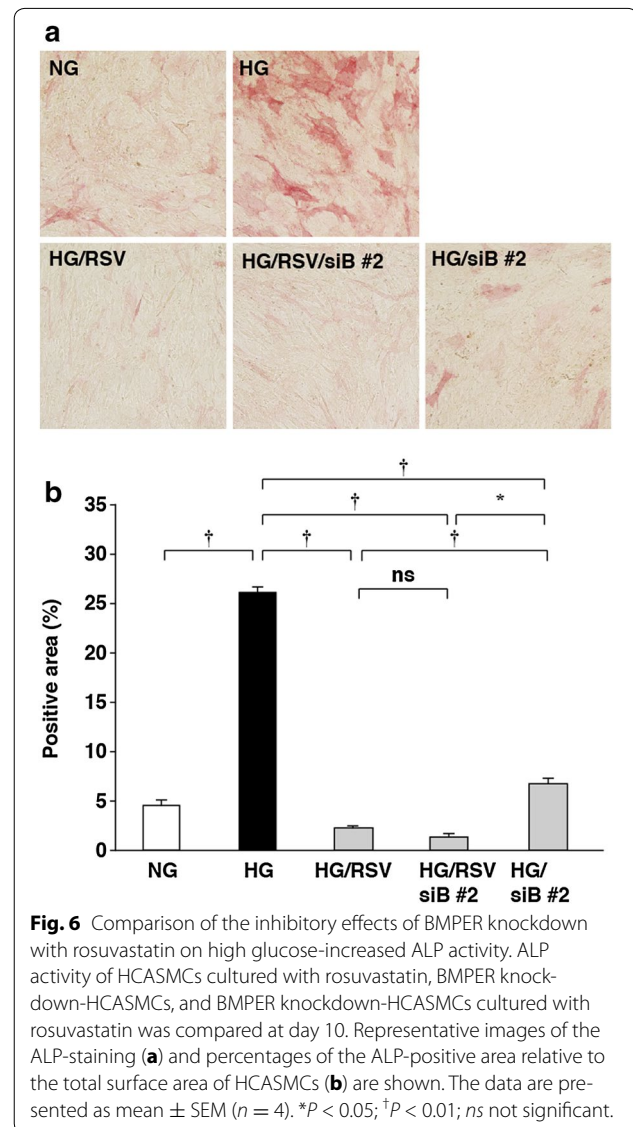 a
NG
HG
HG/RSV
HG/RSV/siB #2
HG/siB #2
b
†
†
*
†
†
†
ns
35
30
25
20
15
10
5
0
Positive area (%)
NG
HG
HG/RSV
HG/RSV
siB #2
HG/
siB #2
Fig. 6 Comparison of the inhibitory effects of BMPER knockdown
with rosuvastatin on high glucose-increased ALP activity. ALP
activity of HCASMCs cultured with rosuvastatin, BMPER knock-
down-HCASMCs, and BMPER knockdown-HCASMCs cultured with
rosuvastatin was compared at day 10. Representative images of the
ALP-staining (a) and percentages of the ALP-positive area relative to
the total surface area of HCASMCs (b) are shown. The data are pre-
sented as mean ± SEM (n = 4). *P < 0.05; †P < 0.01; ns not significant.